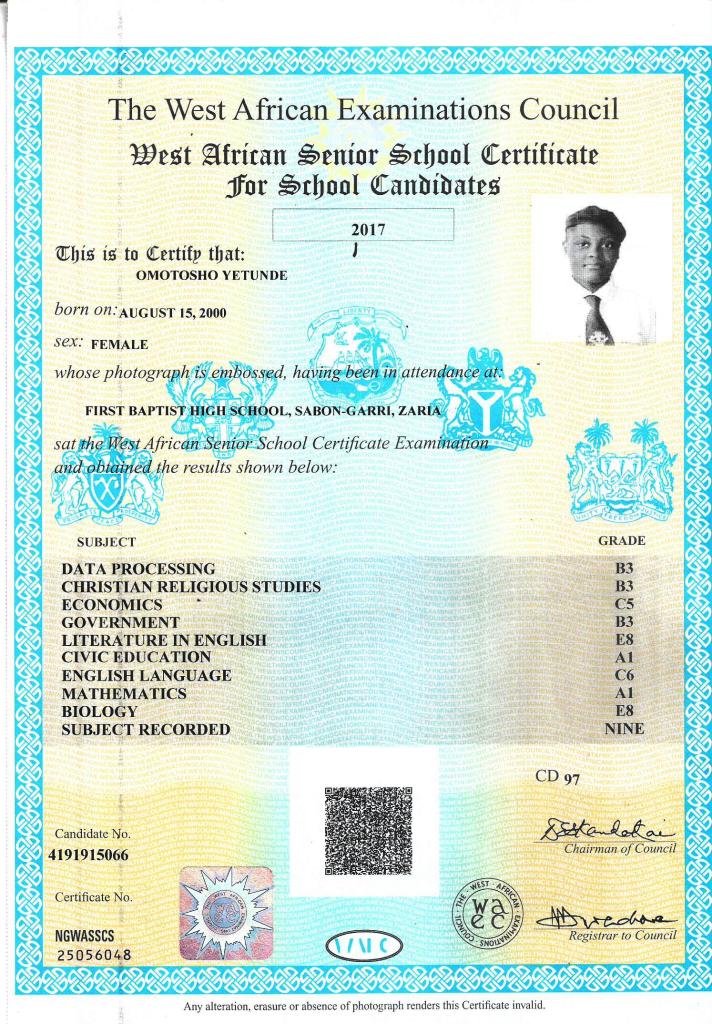 The West African Examinations Council
West African Senior School Certificate
For School Candidates
2017
This is to Certify that:
OMOTOSHO YETUNDE
born on: AUGUST 15, 2000
sex: FEMALE
whose photograph is embossed, having been in attendance at:
FIRST BAPTIST HIGH SCHOOL, SABON-GARRI, ZARIA
sat the West African Senior School Certificate Examination
and obtained the results shown below:
SUBJECT GRADE
DATA PROCESSING B3
CHRISTIAN RELIGIOUS STUDIES B3
ECONOMICS C5
GOVERNMENT B3
LITERATURE IN ENGLISH E8
CIVIC EDUCATION A1
ENGLISH LANGUAGE C6
MATHEMATICS A1
BIOLOGY E8
SUBJECT RECORDED NINE
CD 97
Chairman of Council
Candidate No.
4191915066
Certificate No.
NGWASSCS
25056048
THE WEST AFRICAN EXAMINATIONS COUNCIL
waec
Registrar to Council
Any alteration, erasure or absence of photograph renders this Certificate invalid.